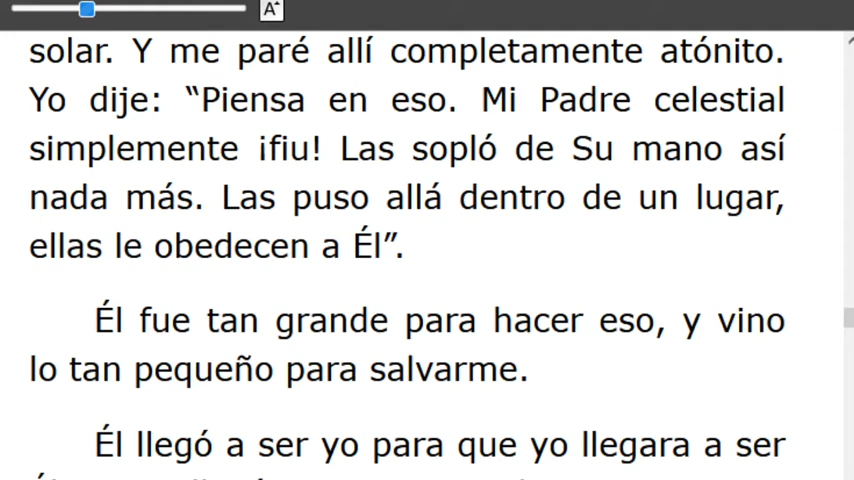 A
solar. Y me paré allí completamente atónito.
Yo dije: “Piensa en eso. Mi Padre celestial
simplemente ¡fiu! Las sopló de Su mano así
nada más. Las puso allá dentro de un lugar,
ellas le obedecen a Él”.
Él fue tan grande para hacer eso, y vino
lo tan pequeño para salvarme.
Él llegó a ser yo para que yo llegara a ser